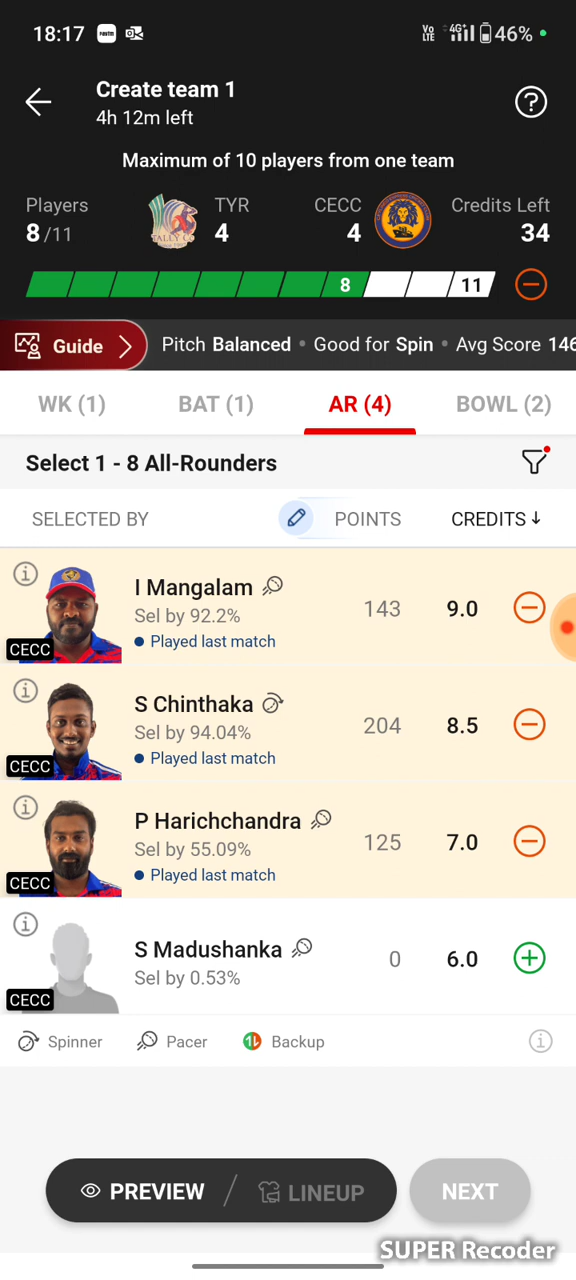 18:17 paytm VoLTE 4G+ 46%
Create team 1
4h 12m left
Maximum of 10 players from one team
Players TYR CECC Credits Left
8/11 4 4 34
TALLY CC
8 11
Guide Pitch Balanced • Good for Spin • Avg Score 146
WK (1) BAT (1) AR (4) BOWL (2)
Select 1 - 8 All-Rounders
SELECTED BY POINTS CREDITS ↓
I Mangalam
Sel by 92.2% 143 9.0
CECC • Played last match
S Chinthaka
Sel by 94.04% 204 8.5
CECC • Played last match
P Harichchandra
Sel by 55.09% 125 7.0
CECC • Played last match
S Madushanka
Sel by 0.53% 0 6.0
CECC
Spinner Pacer Backup
PREVIEW / LINEUP NEXT
SUPER Recoder